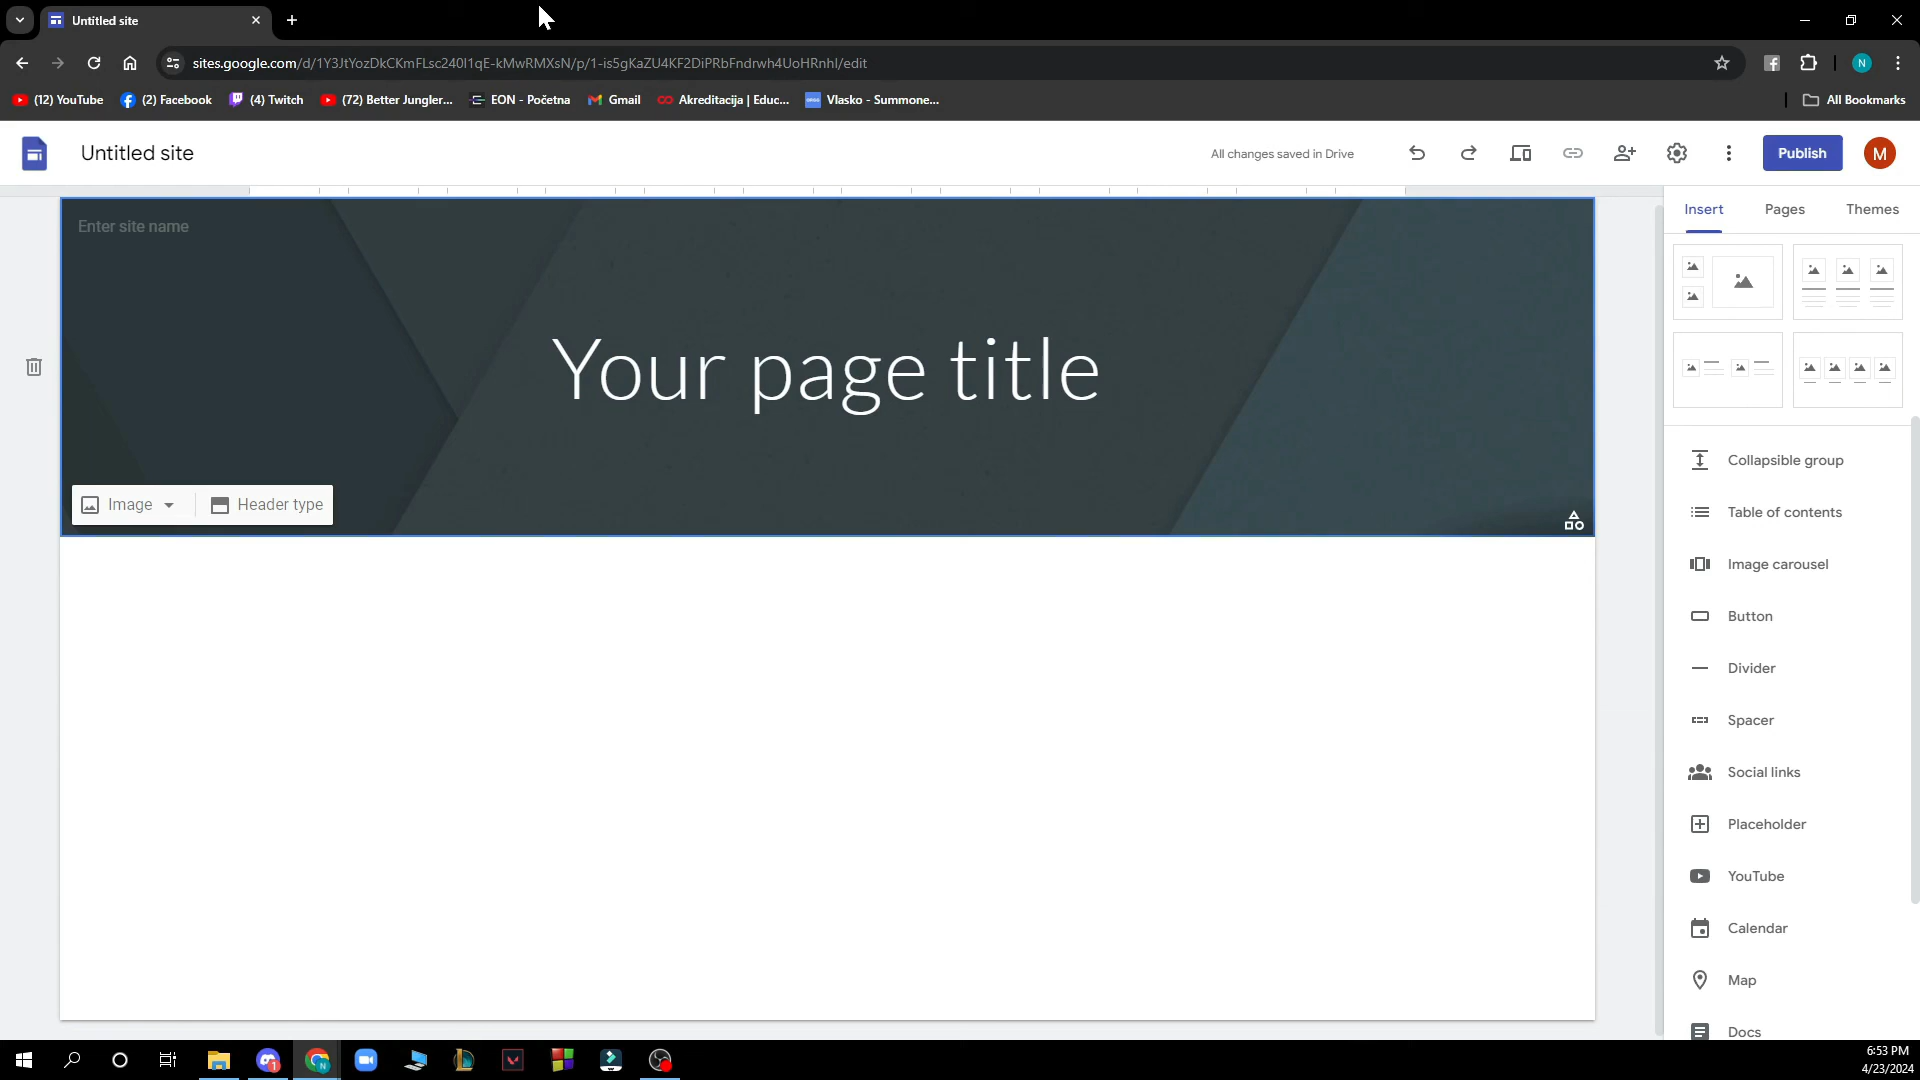 Untitled site
sites.google.com/d/1Y3JtYozDkCKmFLsc240I1qE-kMwRMXsN/p/1-is5gKaZU4KF2DiPRbFndrwh4UoHRnhI/edit
N
(12) YouTube
(2) Facebook
(4) Twitch
(72) Better Jungler...
EON - Početna
Gmail
Akreditacija | Educ...
Vlasko - Summone...
All Bookmarks
Untitled site
All changes saved in Drive
Publish
M
Insert
Pages
Themes
Enter site name
Your page title
Image
Header type
Collapsible group
Table of contents
Image carousel
Button
Divider
Spacer
Social links
Placeholder
YouTube
Calendar
Map
Docs
6:53 PM
4/23/2024